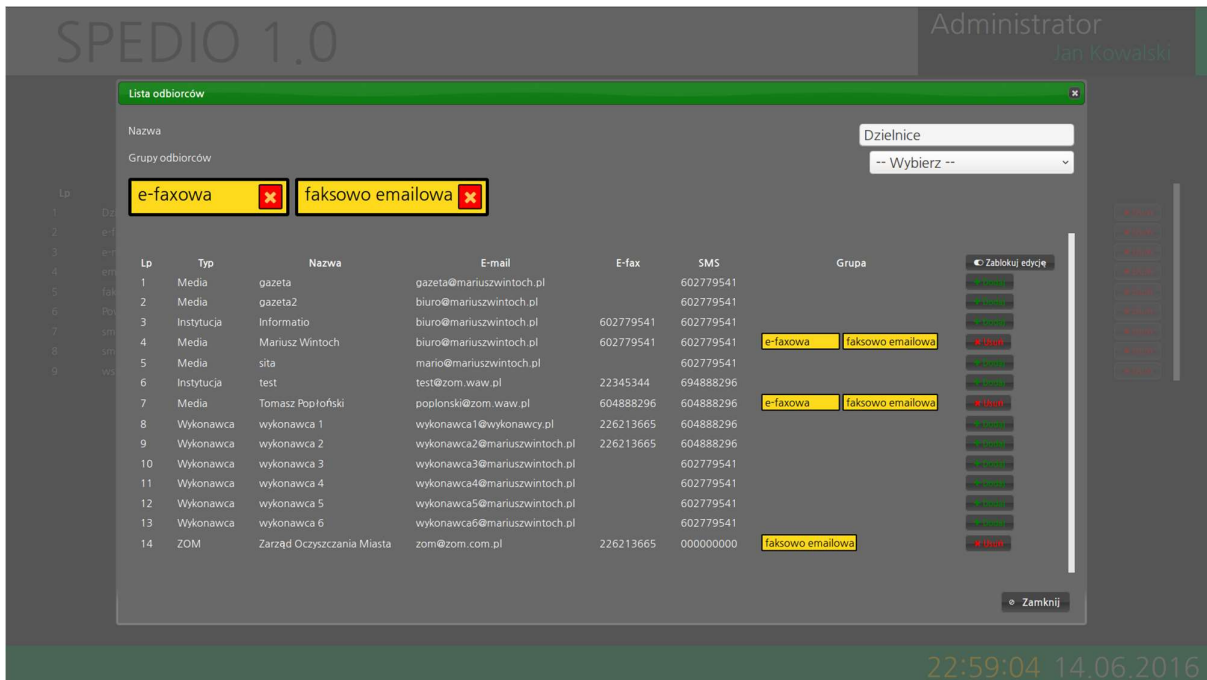 SPEDIO 1.0
Administrator
Jan Kowalski
Lista odbiorców
Nazwa
Dzielnice
Grupy odbiorców
-- Wybierz --
e-faxowa
faksowo emailowa
Lp
Lp Typ Nazwa E-mail E-fax SMS Grupa Zablokuj edycję
1 Media gazeta gazeta@mariuszwintoch.pl 602779541
2 Media gazeta2 biuro@mariuszwintoch.pl 602779541
3 Instytucja Informatio biuro@mariuszwintoch.pl 602779541 602779541
4 Media Mariusz Wintoch biuro@mariuszwintoch.pl 602779541 602779541 e-faxowa faksowo emailowa Usuń
5 Media sita mario@mariuszwintoch.pl 602779541
6 Instytucja test test@zom.waw.pl 22345344 694888296
7 Media Tomasz Popłoński poplonski@zom.waw.pl 604888296 604888296 e-faxowa faksowo emailowa Usuń
8 Wykonawca wykonawca 1 wykonawca1@wykonawcy.pl 226213665 604888296
9 Wykonawca wykonawca 2 wykonawca2@mariuszwintoch.pl 226213665 604888296
10 Wykonawca wykonawca 3 wykonawca3@mariuszwintoch.pl 602779541
11 Wykonawca wykonawca 4 wykonawca4@mariuszwintoch.pl 602779541
12 Wykonawca wykonawca 5 wykonawca5@mariuszwintoch.pl 602779541
13 Wykonawca wykonawca 6 wykonawca6@mariuszwintoch.pl 602779541
14 ZOM Zarząd Oczyszczania Miasta zom@zom.com.pl 226213665 000000000 faksowo emailowa Usuń
Zamknij
22:59:04 14.06.2016